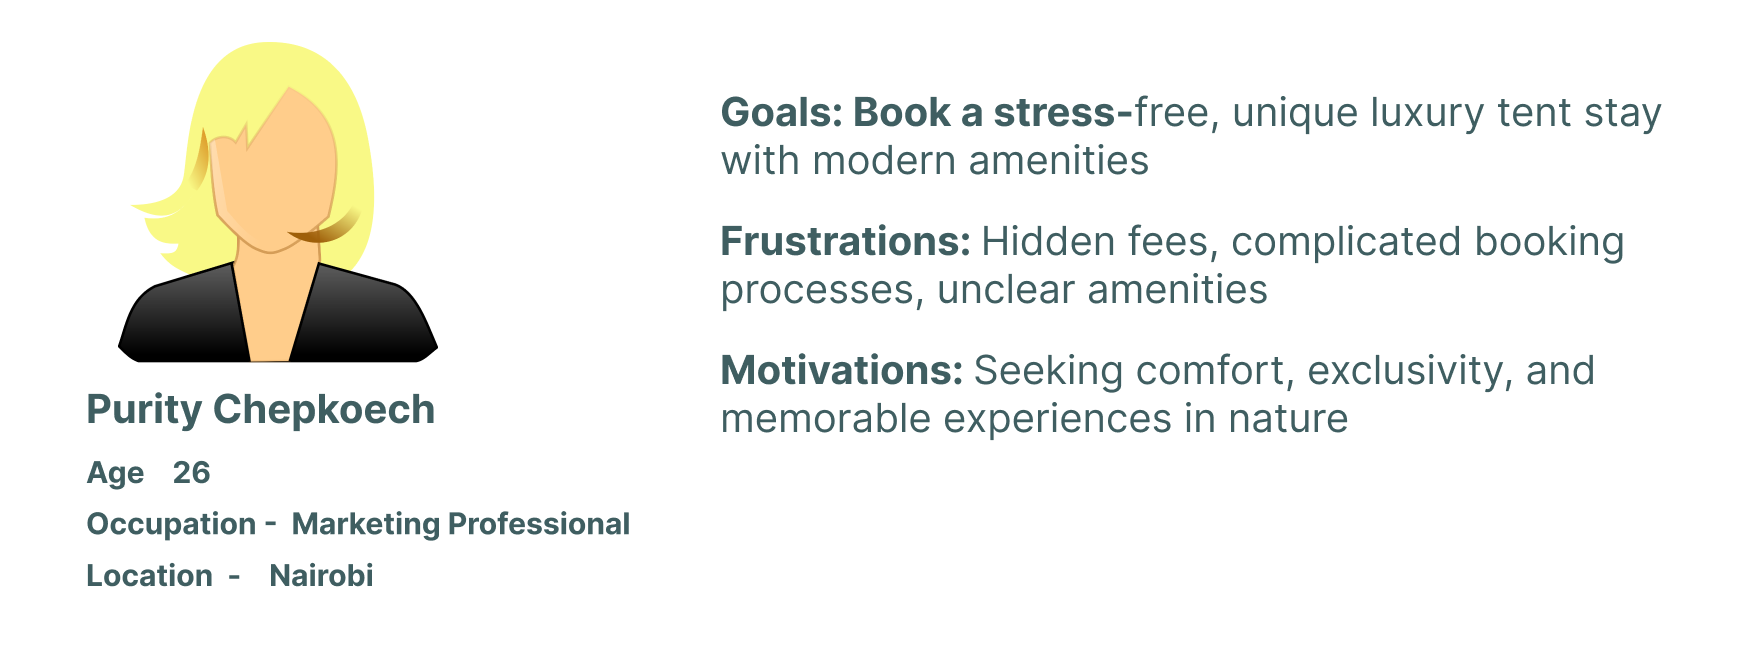 Purity Chepkoech
Age 26
Occupation - Marketing Professional
Location - Nairobi
Goals: Book a stress-free, unique luxury tent stay
with modern amenities
Frustrations: Hidden fees, complicated booking
processes, unclear amenities
Motivations: Seeking comfort, exclusivity, and
memorable experiences in nature